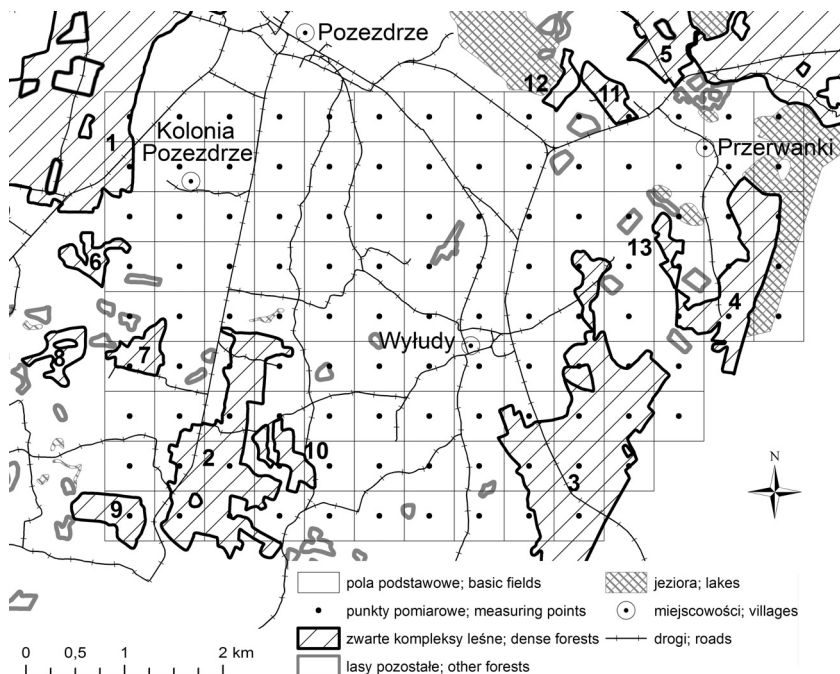 Pozezdrze
5
12
11
1
Kolonia
Pozezdrze
Przerwanki
6
13
4
8
7
Wyłudy
2
10
3
9
N
pola podstawowe; basic fields
jeziora; lakes
punkty pomiarowe; measuring points
miejscowości; villages
zwarte kompleksy leśne; dense forests
drogi; roads
lasy pozostałe; other forests
0 0,5 1 2 km